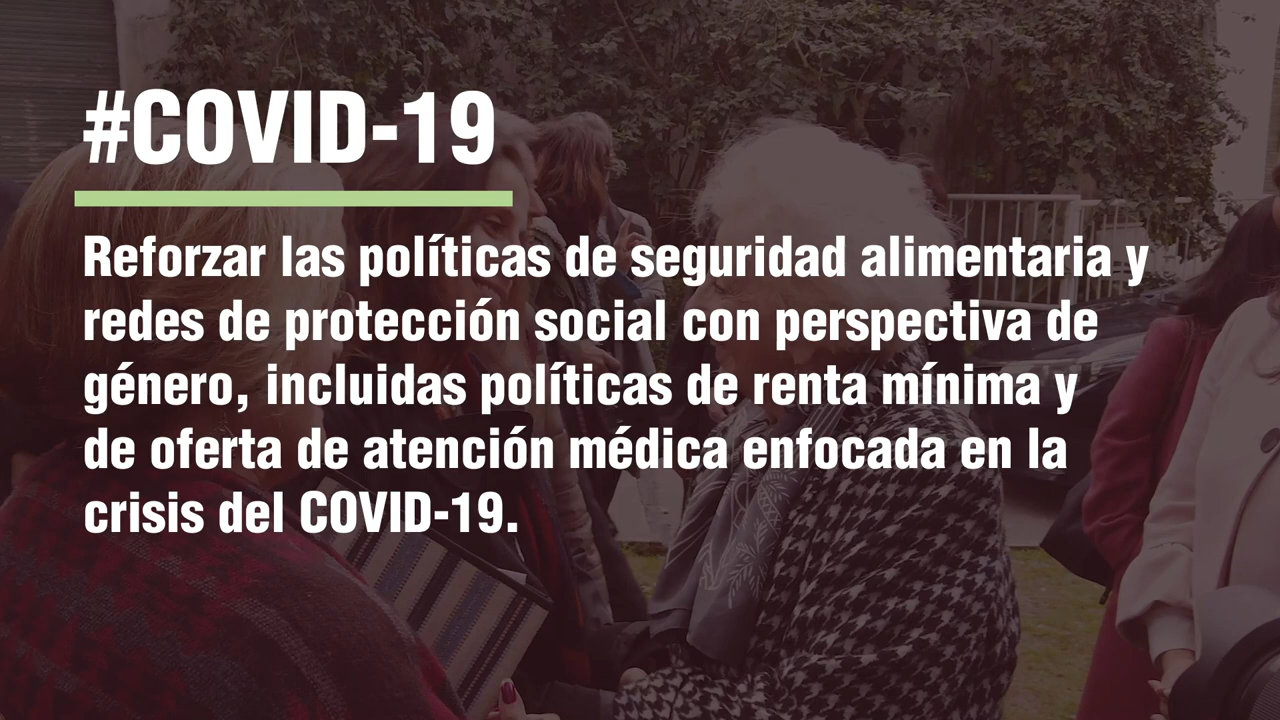 #COVID-19
Reforzar las políticas de seguridad alimentaria y
redes de protección social con perspectiva de
género, incluidas políticas de renta mínima y
de oferta de atención médica enfocada en la
crisis del COVID-19.